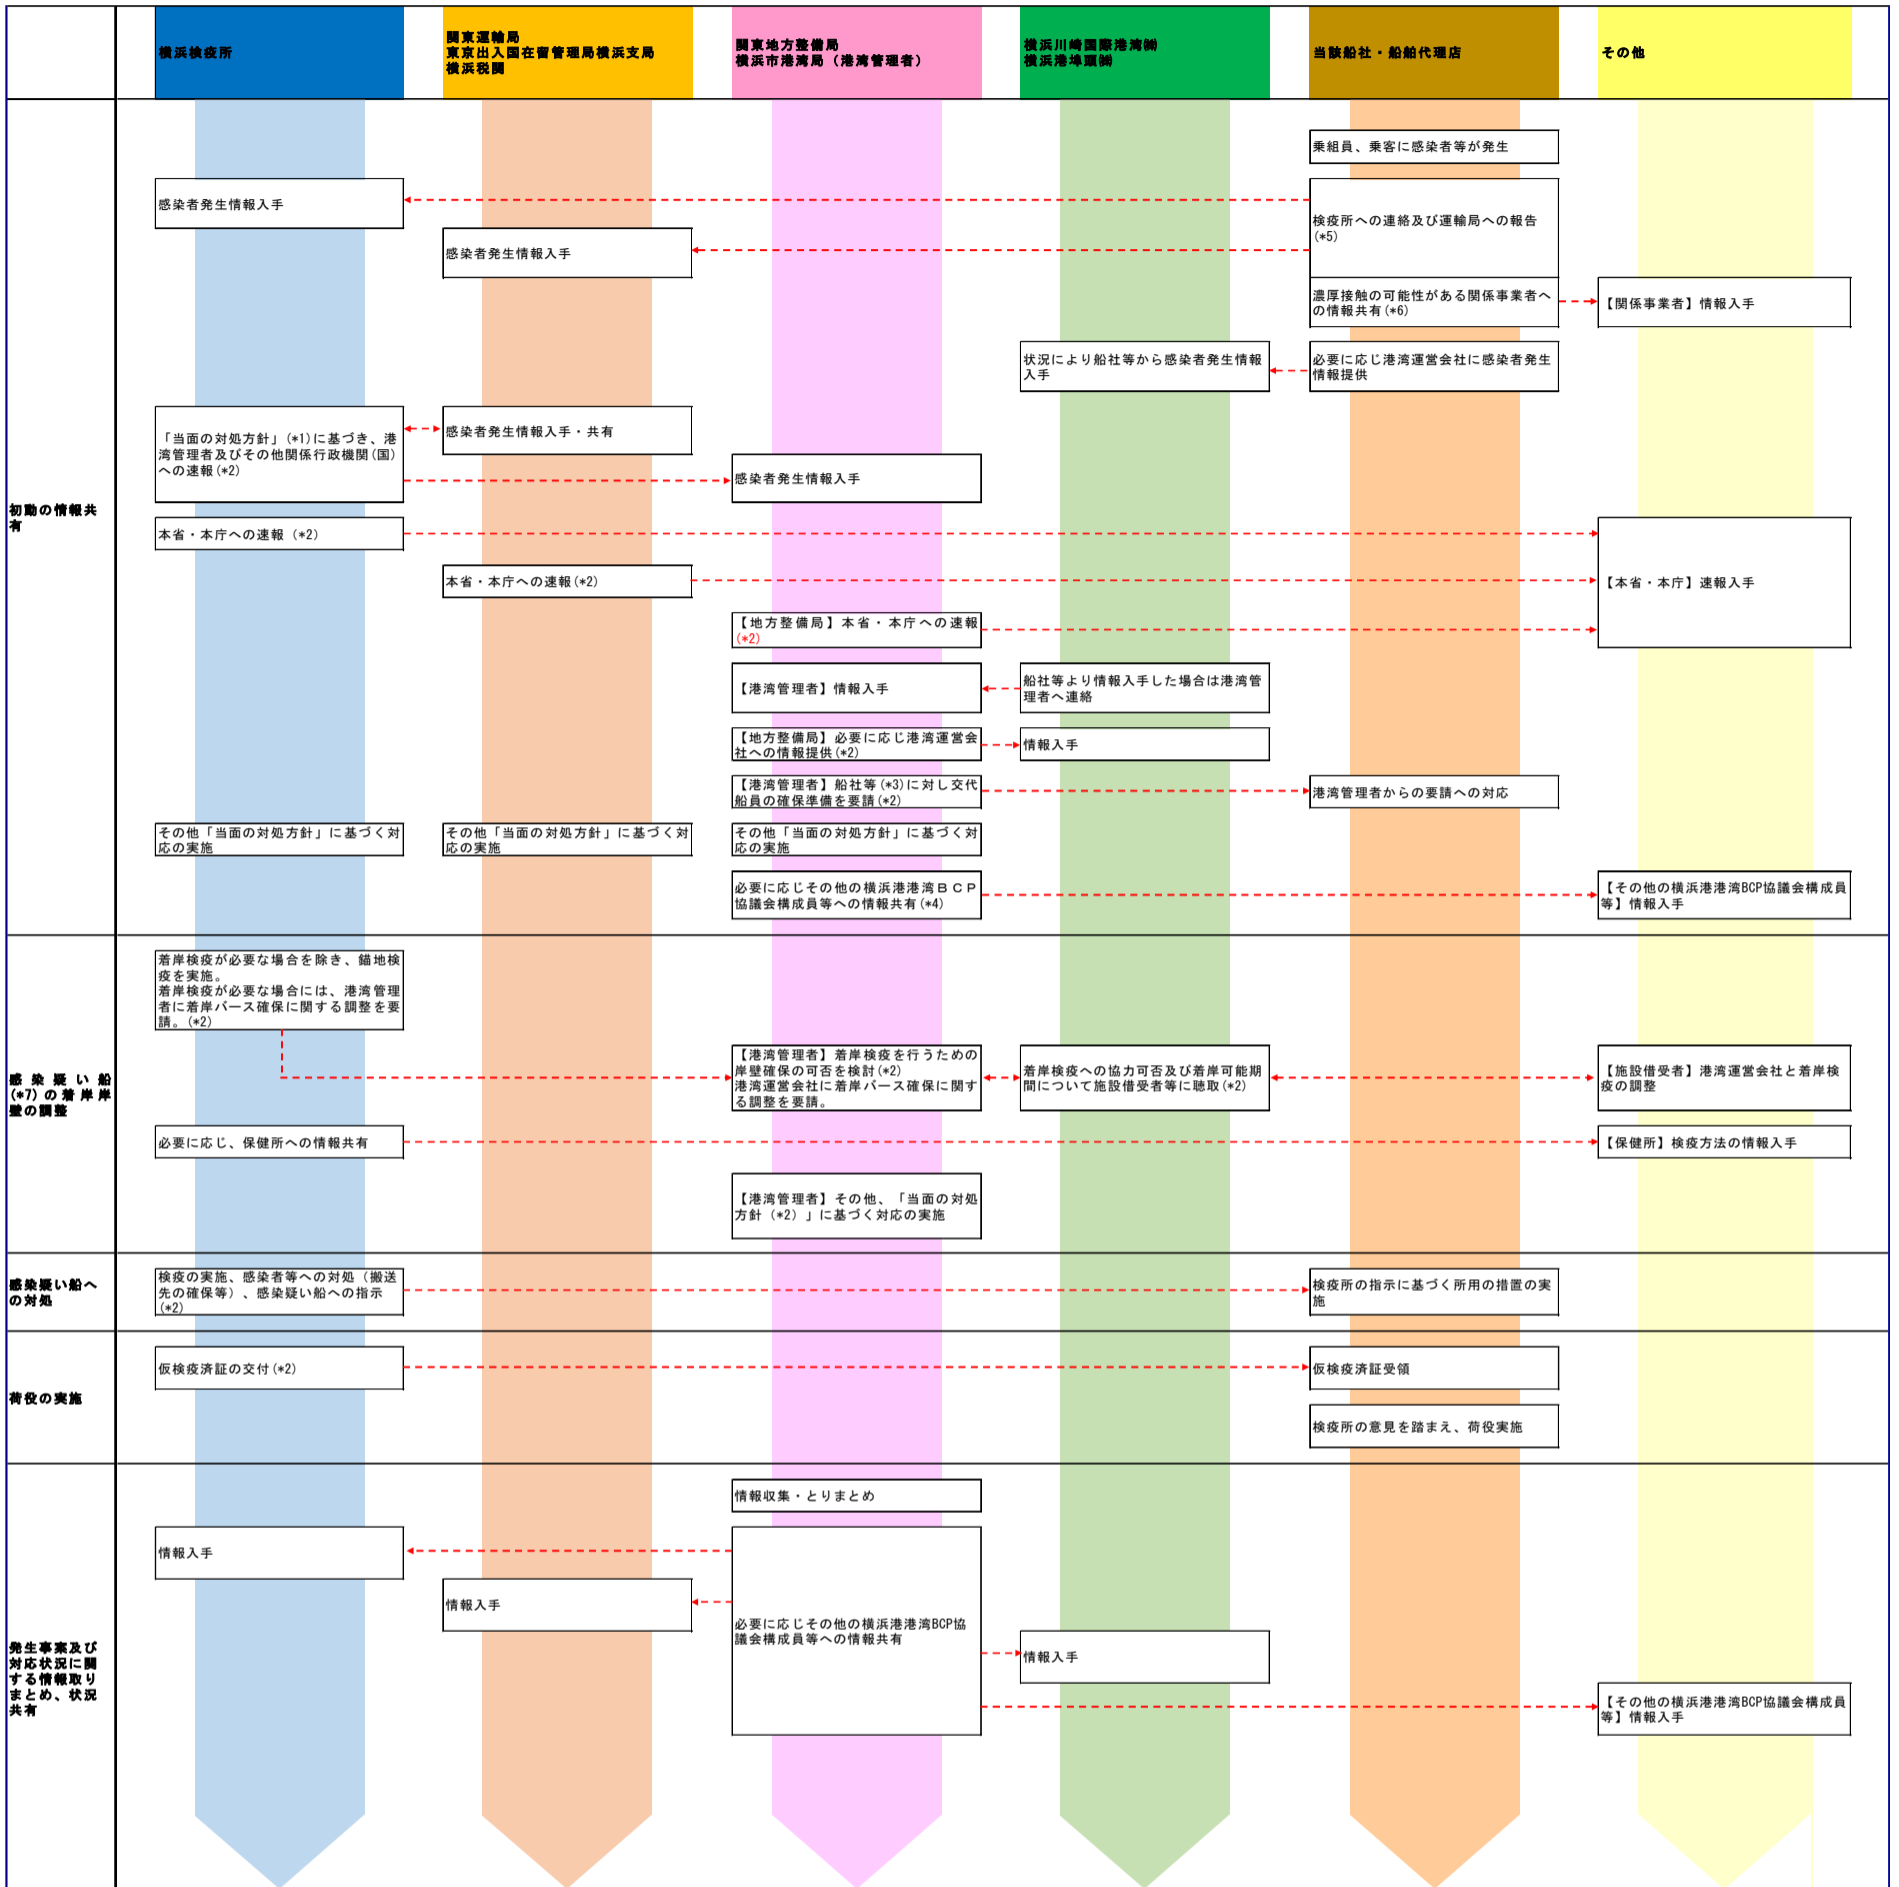 横浜検疫所
関東運輸局
東京出入国在留管理局横浜支局
横浜税関
関東地方整備局
横浜市港湾局（港湾管理者）
横浜川崎国際港湾㈱
横浜港埠頭㈱
当該船社・船舶代理店
その他
初動の情報共
有
乗組員、乗客に感染者等が発生
感染者発生情報入手
検疫所への連絡及び運輸局への報告
(*5)
感染者発生情報入手
濃厚接触の可能性がある関係事業者へ
の情報共有(*6)
【関係事業者】情報入手
状況により船社等から感染者発生情報
入手
必要に応じ港湾運営会社に感染者発生
情報提供
「当面の対処方針」(*1)に基づき、港
湾管理者及びその他関係行政機関(国)
への速報(*2)
感染者発生情報入手・共有
感染者発生情報入手
本省・本庁への速報（*2）
本省・本庁への速報(*2)
【本省・本庁】速報入手
【地方整備局】本省・本庁への速報
(*2)
【港湾管理者】情報入手
船社等より情報入手した場合は港湾管
理者へ連絡
【地方整備局】必要に応じ港湾運営会
社への情報提供(*2)
情報入手
【港湾管理者】船社等(*3)に対し交代
船員の確保準備を要請(*2)
港湾管理者からの要請への対応
その他「当面の対処方針」に基づく対
応の実施
その他「当面の対処方針」に基づく対
応の実施
その他「当面の対処方針」に基づく対
応の実施
必要に応じその他の横浜港港湾ＢＣＰ
協議会構成員等への情報共有(*4)
【その他の横浜港港湾BCP協議会構成員
等】情報入手
感染疑い船
(*7)の着岸岸
壁の調整
着岸検疫が必要な場合を除き、錨地検
疫を実施。
着岸検疫が必要な場合には、港湾管理
者に着岸バース確保に関する調整を要
請。(*2)
【港湾管理者】着岸検疫を行うための
岸壁確保の可否を検討(*2)
港湾運営会社に着岸バース確保に関す
る調整を要請。
着岸検疫への協力可否及び着岸可能期
間について施設借受者等に聴取(*2)
【施設借受者】港湾運営会社と着岸検
疫の調整
必要に応じ、保健所への情報共有
【保健所】検疫方法の情報入手
【港湾管理者】その他、「当面の対処
方針（*2）」に基づく対応の実施
感染疑い船へ
の対処
検疫の実施、感染者等への対処（搬送
先の確保等）、感染疑い船への指示
(*2)
検疫所の指示に基づく所用の措置の実
施
荷役の実施
仮検疫済証の交付(*2)
仮検疫済証受領
検疫所の意見を踏まえ、荷役実施
発生事案及び
対応状況に関
する情報取り
まとめ、状況
共有
情報収集・とりまとめ
情報入手
情報入手
必要に応じその他の横浜港港湾BCP協
議会構成員等への情報共有
情報入手
【その他の横浜港港湾BCP協議会構成員
等】情報入手